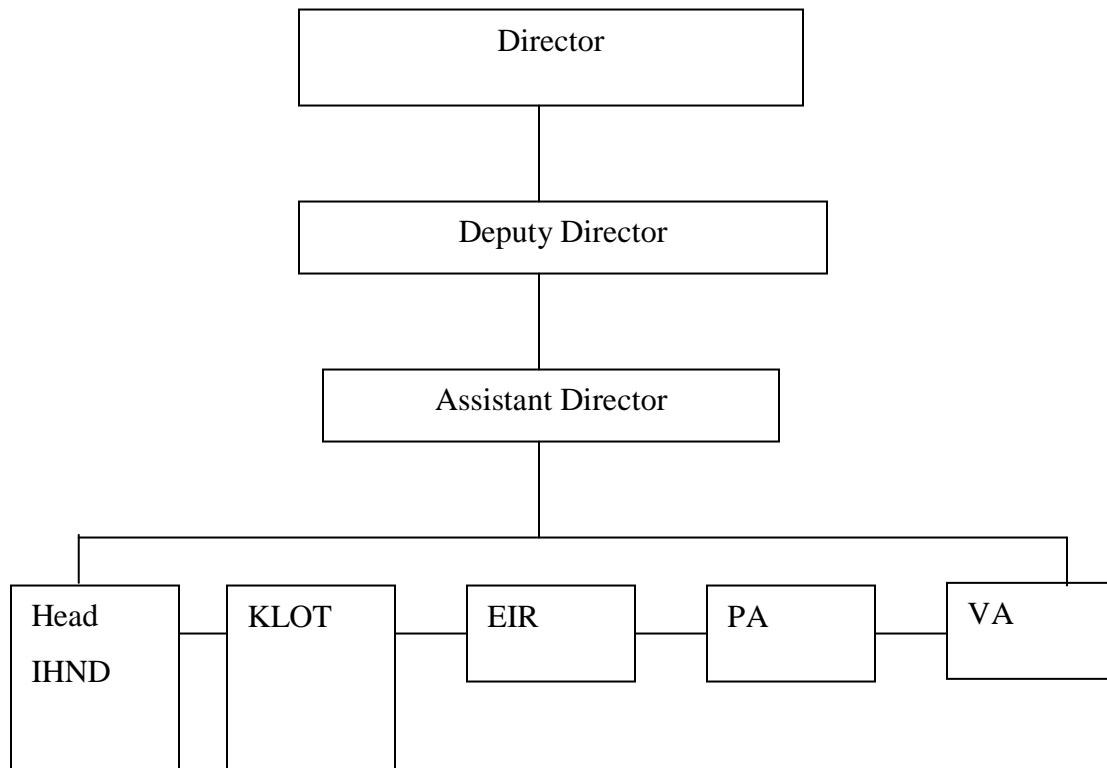 Director
Deputy Director
Assistant Director
Head
IHND
KLOT
EIR
PA
VA